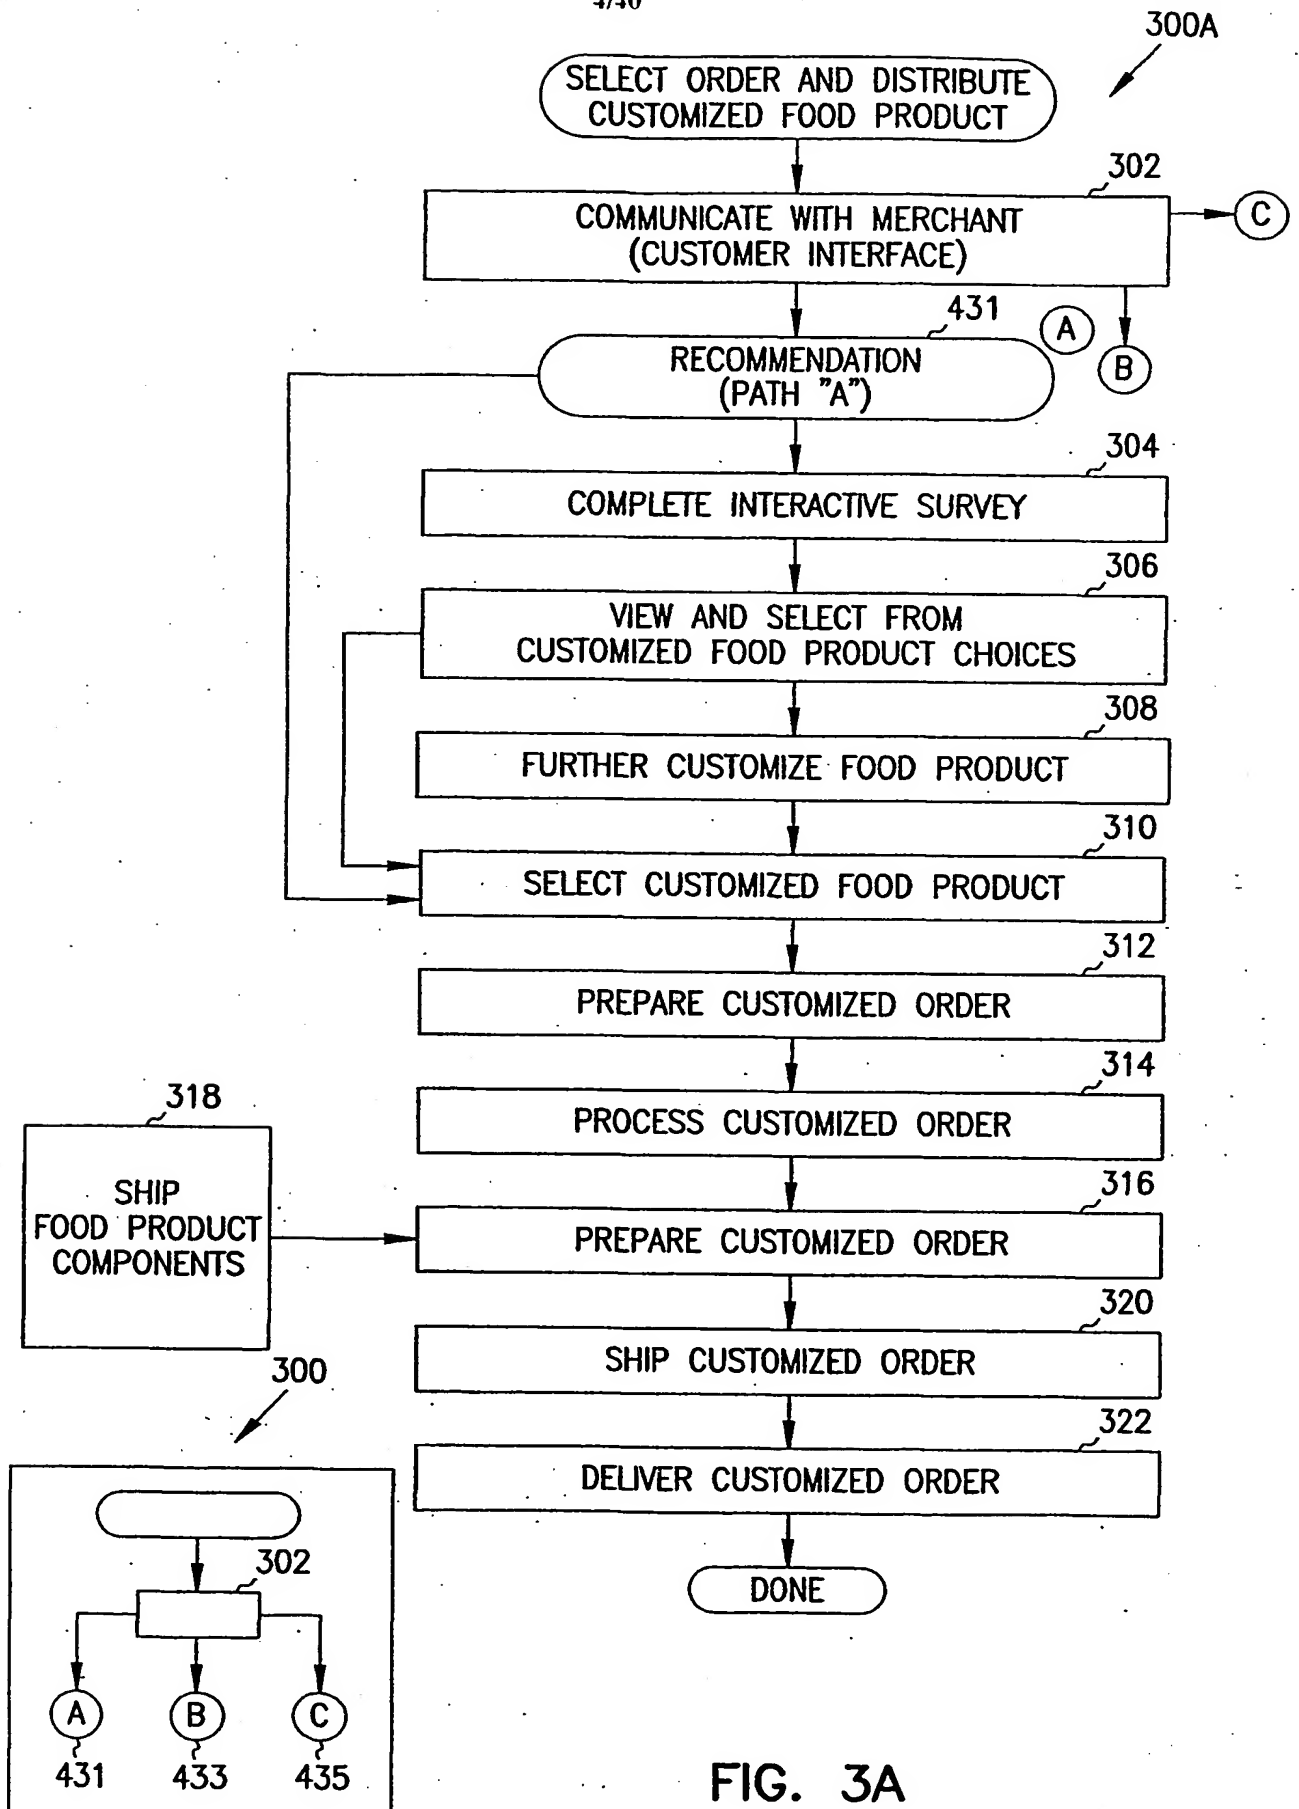 4/40
300A
SELECT ORDER AND DISTRIBUTE
CUSTOMIZED FOOD PRODUCT
302
COMMUNICATE WITH MERCHANT
(CUSTOMER INTERFACE)
C
431
A
B
RECOMMENDATION
(PATH "A")
304
COMPLETE INTERACTIVE SURVEY
306
VIEW AND SELECT FROM
CUSTOMIZED FOOD PRODUCT CHOICES
308
FURTHER CUSTOMIZE FOOD PRODUCT
310
SELECT CUSTOMIZED FOOD PRODUCT
312
PREPARE CUSTOMIZED ORDER
314
PROCESS CUSTOMIZED ORDER
318
SHIP
FOOD PRODUCT
COMPONENTS
316
PREPARE CUSTOMIZED ORDER
320
SHIP CUSTOMIZED ORDER
322
DELIVER CUSTOMIZED ORDER
DONE
300
302
A
B
C
431
433
435
FIG. 3A